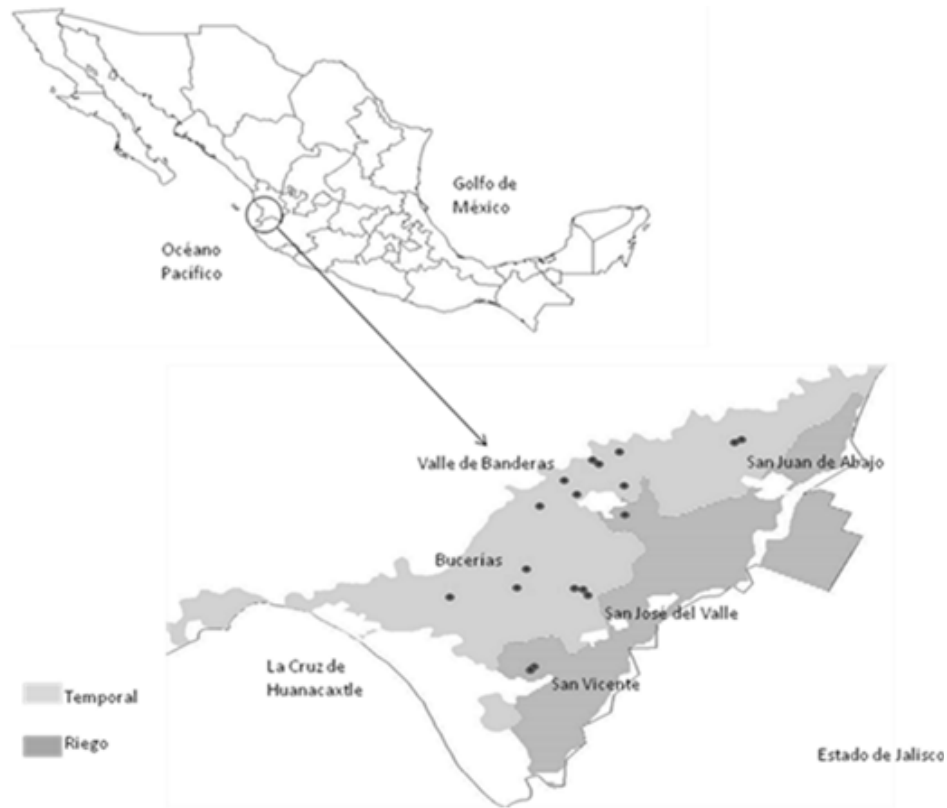 Golfo de
México
Océano
Pacífico
Valle de Banderas
San Juan de Abajo
Bucerías
San José del Valle
La Cruz de
Huanacaxtle
San Vicente
Temporal
Riego
Estado de Jalisco